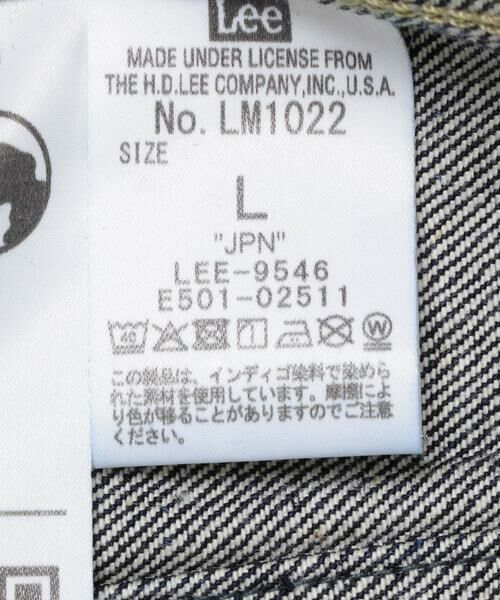 Lee
MADE UNDER LICENSE FROM
THE H.D.LEE COMPANY,INC.,U.S.A.
No. LM1022
SIZE
L
"JPN"
LEE-9546
E501-02511
40
W
この製品は、インディゴ染料で染めら
れた素材を使用しています。摩擦によ
り色が移ることがありますのでご注意
ください。